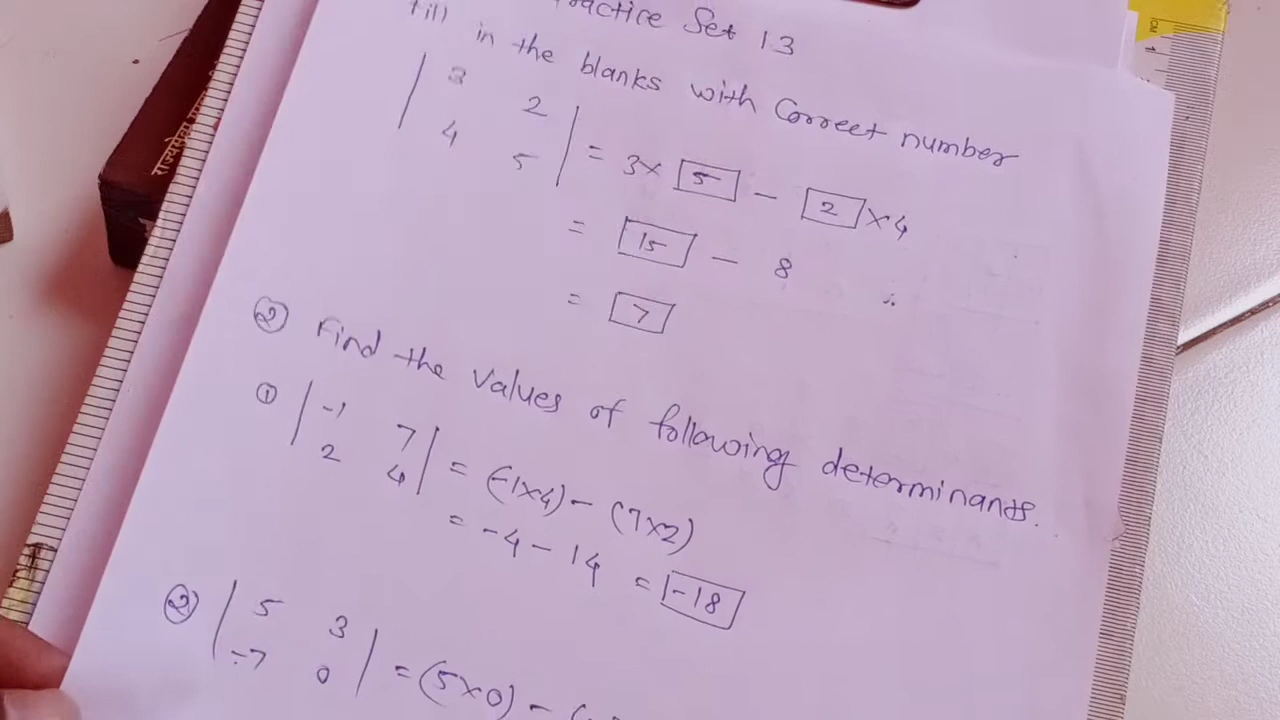 Practice Set 1.3
Fill in the blanks with Correct number
| 3 2 |
| 4 5 | = 3× 5 − 2 ×4
= 15 − 8
= 7
② Find the values of following determinants.
① | -1 7 |
| 2 4 | = (-1×4) - (7×2)
= -4 - 14 = -18
② | 5 3 |
| -7 0 | = (5×0) - (